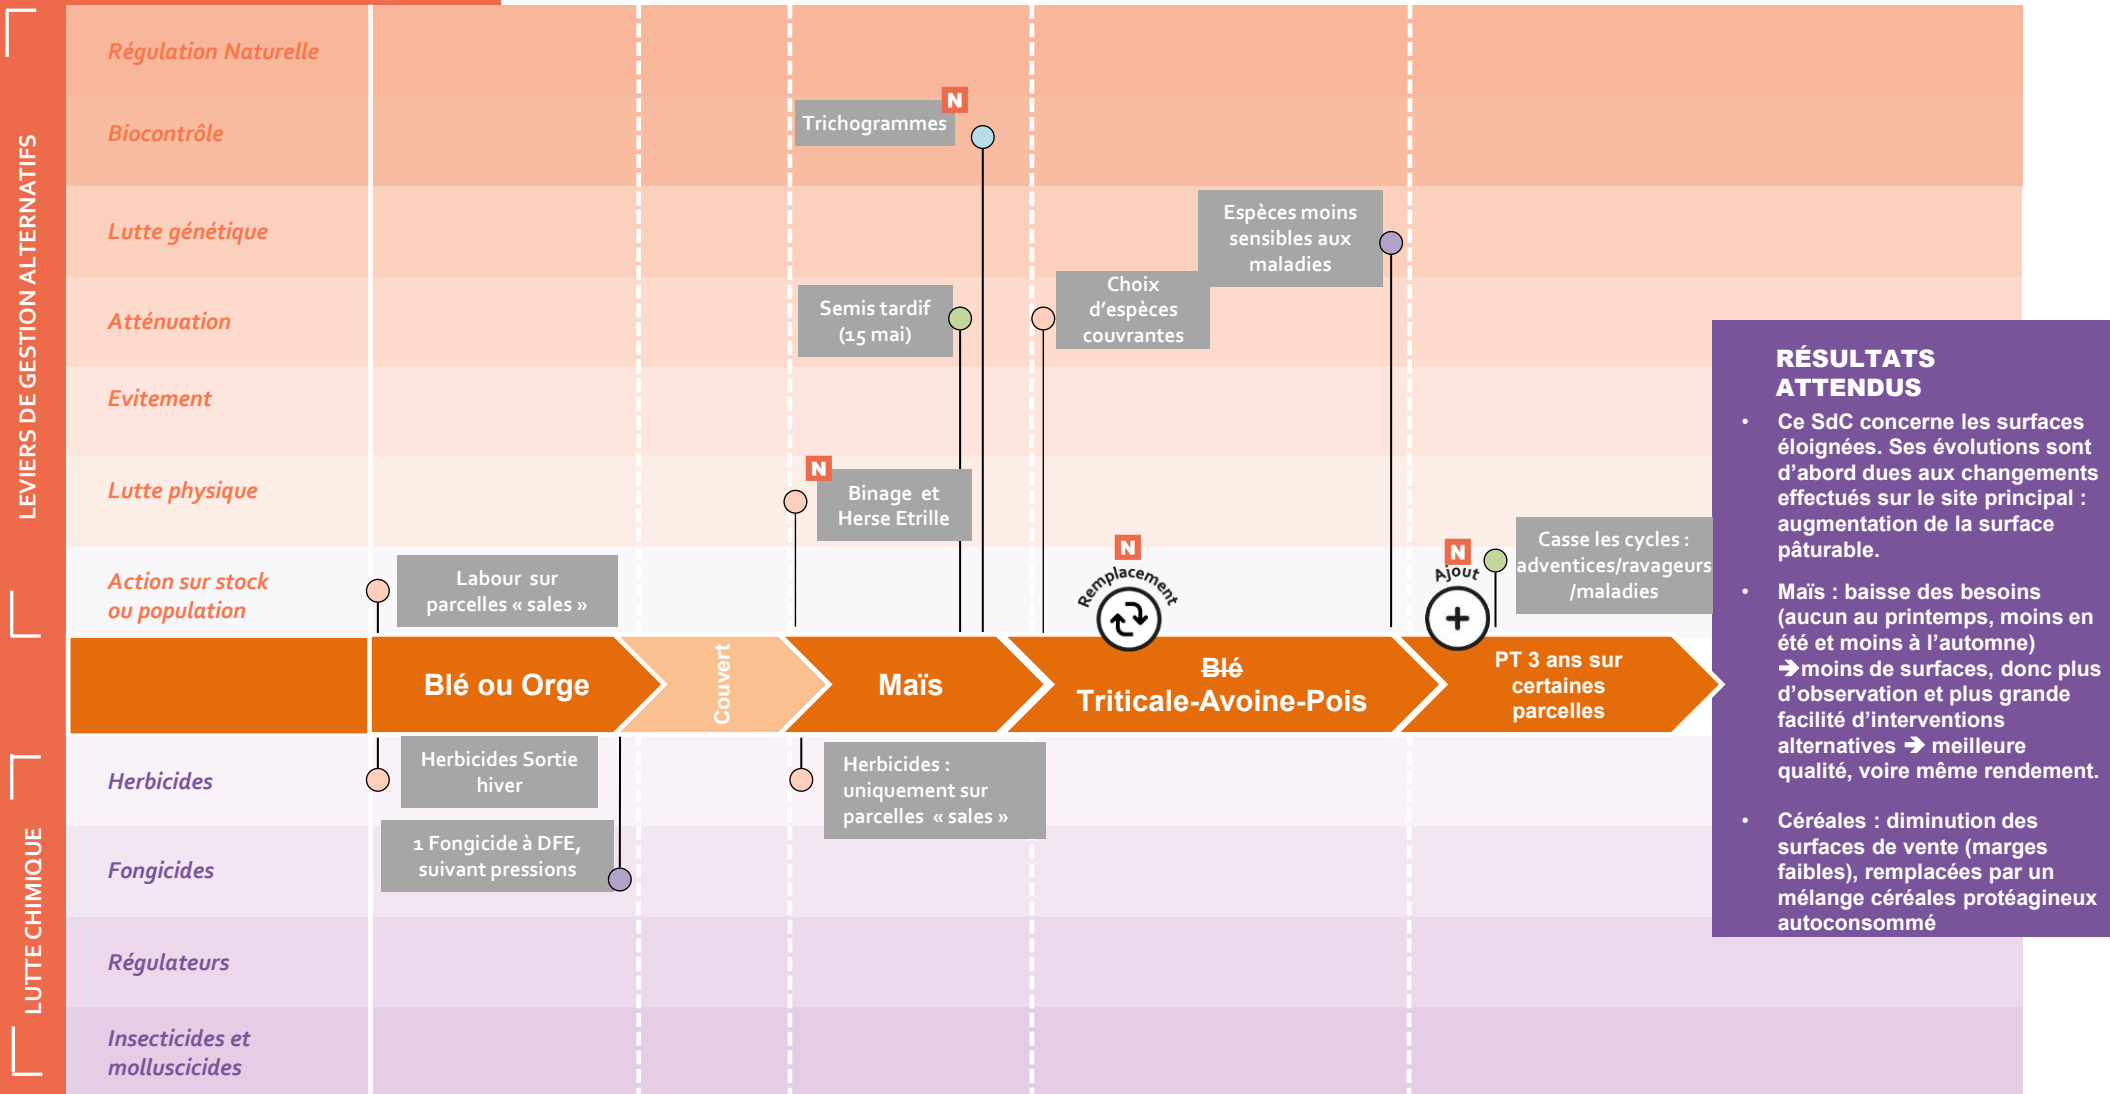 LEVIERS DE GESTION ALTERNATIFS
Régulation Naturelle
Biocontrôle
Trichogrammes
N
Lutte génétique
Espèces moins
sensibles aux
maladies
Atténuation
Semis tardif
(15 mai)
Choix
d'espèces
couvrantes
Evitement
Lutte physique
N
Binage et
Herse Etrille
Action sur stock
ou population
Labour sur
parcelles « sales »
N
Remplacement
N
Ajout
Casse les cycles :
adventices/ravageurs
/maladies
Blé ou Orge
Couvert
Maïs
Blé
Triticale-Avoine-Pois
PT 3 ans sur
certaines
parcelles
LUTTE CHIMIQUE
Herbicides
Herbicides Sortie
hiver
Herbicides :
uniquement sur
parcelles « sales »
Fongicides
1 Fongicide à DFE,
suivant pressions
Régulateurs
Insecticides et
molluscicides
RÉSULTATS
ATTENDUS
• Ce SdC concerne les surfaces
éloignées. Ses évolutions sont
d'abord dues aux changements
effectués sur le site principal :
augmentation de la surface
pâturable.
• Maïs : baisse des besoins
(aucun au printemps, moins en
été et moins à l'automne)
➔moins de surfaces, donc plus
d'observation et plus grande
facilité d'interventions
alternatives ➔ meilleure
qualité, voire même rendement.
• Céréales : diminution des
surfaces de vente (marges
faibles), remplacées par un
mélange céréales protéagineux
autoconsommé